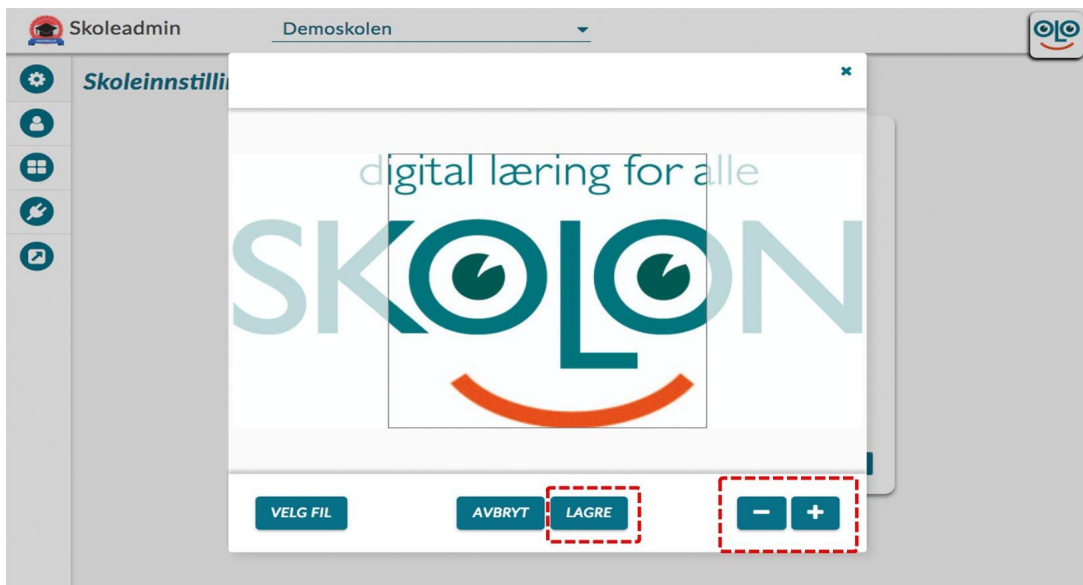 Skoleadmin
Demoskolen
Skoleinnstilli
digital læring for alle
SKOLON
VELG FIL
AVBRYT
LAGRE